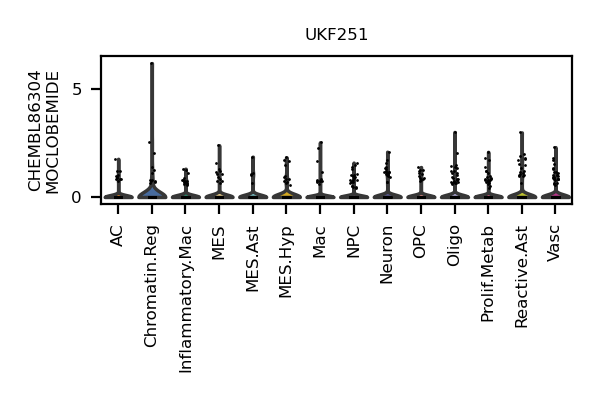 UKF251
CHEMBL86304
MOCLOBEMIDE
5
0
AC
Chromatin.Reg
Inflammatory.Mac
MES
MES.Ast
MES.Hyp
Mac
NPC
Neuron
OPC
Oligo
Prolif.Metab
Reactive.Ast
Vasc